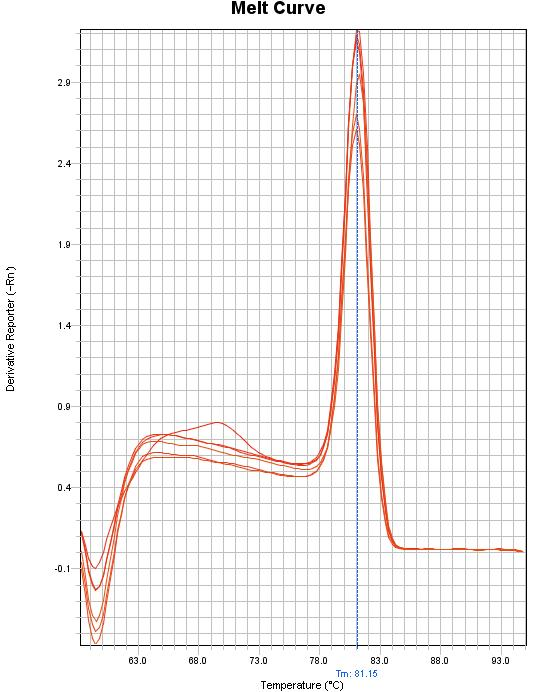 Melt Curve
Derivative Reporter (-Rn')
2.9
2.4
1.9
1.4
0.9
0.4
-0.1
63.0 68.0 73.0 78.0 83.0 88.0 93.0
Tm: 81.15
Temperature (°C)